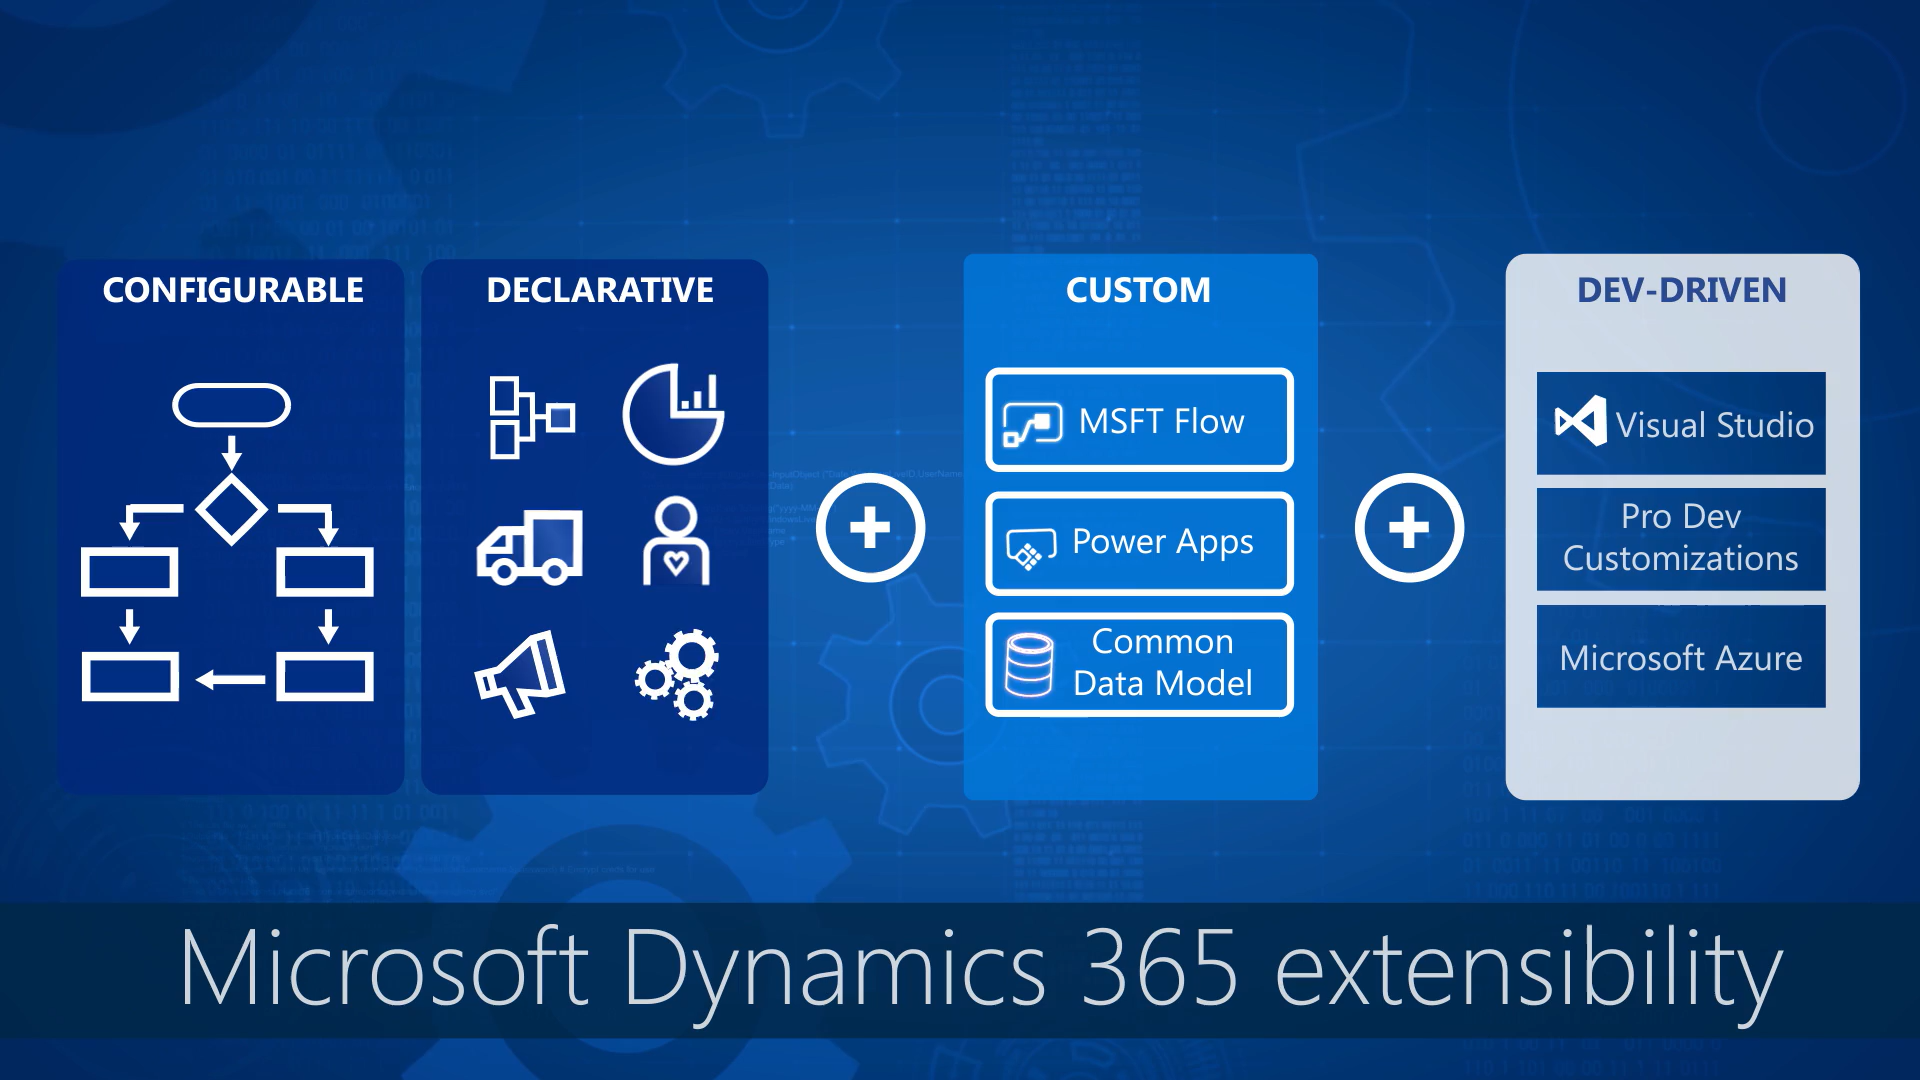 CONFIGURABLE
DECLARATIVE
CUSTOM
MSFT Flow
Power Apps
Common
Data Model
DEV-DRIVEN
Visual Studio
Pro Dev
Customizations
Microsoft Azure
Microsoft Dynamics 365 extensibility